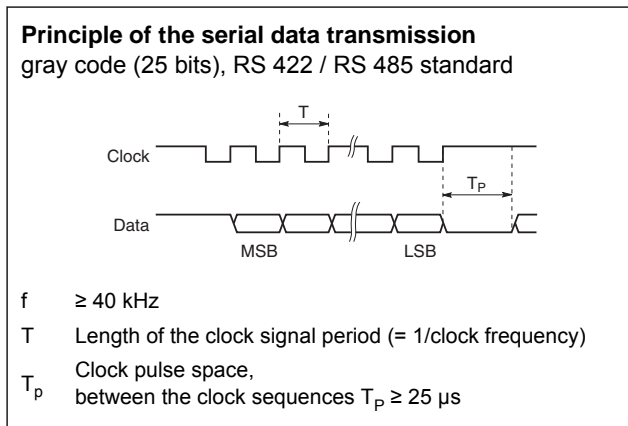 Principle of the serial data transmission
gray code (25 bits), RS 422 / RS 485 standard
T
Clock
TP
Data
MSB LSB
f ≥ 40 kHz
T Length of the clock signal period (= 1/clock frequency)
Tp Clock pulse space,
between the clock sequences TP ≥ 25 µs